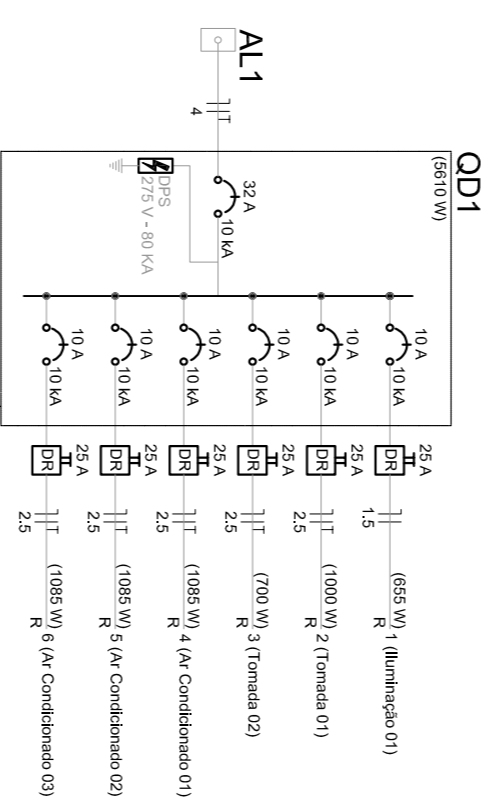 AL1
4
QD1
(5610 W)
32 A
10 kA
DPS
275 V - 80 KA
10 A
10 kA
25 A
DR
1.5
(655 W)
R
1 (Iluminação 01)
10 A
10 kA
25 A
DR
2.5
(1000 W)
R
2 (Tomada 01)
10 A
10 kA
25 A
DR
2.5
(700 W)
R
3 (Tomada 02)
10 A
10 kA
25 A
DR
2.5
(1085 W)
R
4 (Ar Condicionado 01)
10 A
10 kA
25 A
DR
2.5
(1085 W)
R
5 (Ar Condicionado 02)
10 A
10 kA
25 A
DR
2.5
(1085 W)
R
6 (Ar Condicionado 03)